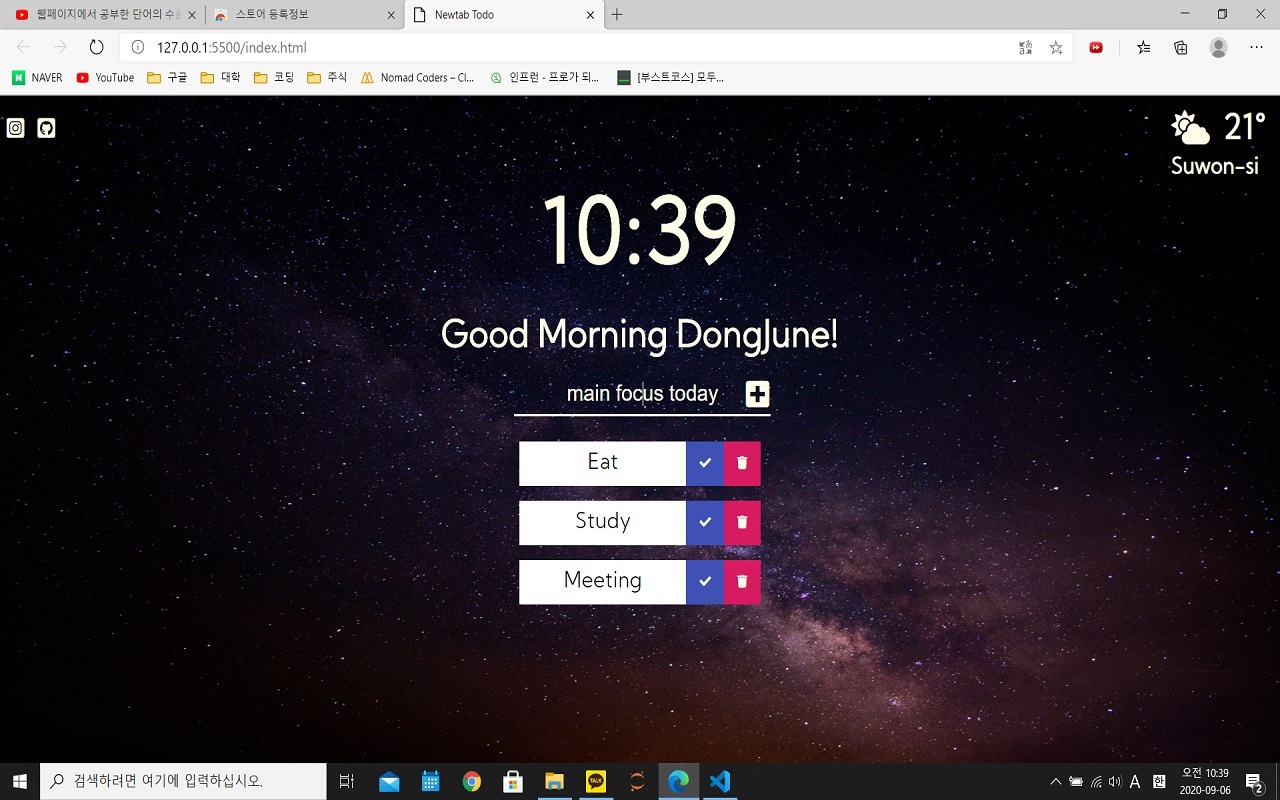 웹페이지에서 공부한 단어의 수를
스토어 등록정보
Newtab Todo
127.0.0.1:5500/index.html
NAVER YouTube 구글 대학 코딩 주식 Nomad Coders – Cl... 인프런 - 프로가 되... [부스트코스] 모두...
21°
Suwon-si
10:39
Good Morning DongJune!
main focus today
Eat
Study
Meeting
검색하려면 여기에 입력하십시오.
TALK
A 한
오전 10:39
2020-09-06
2